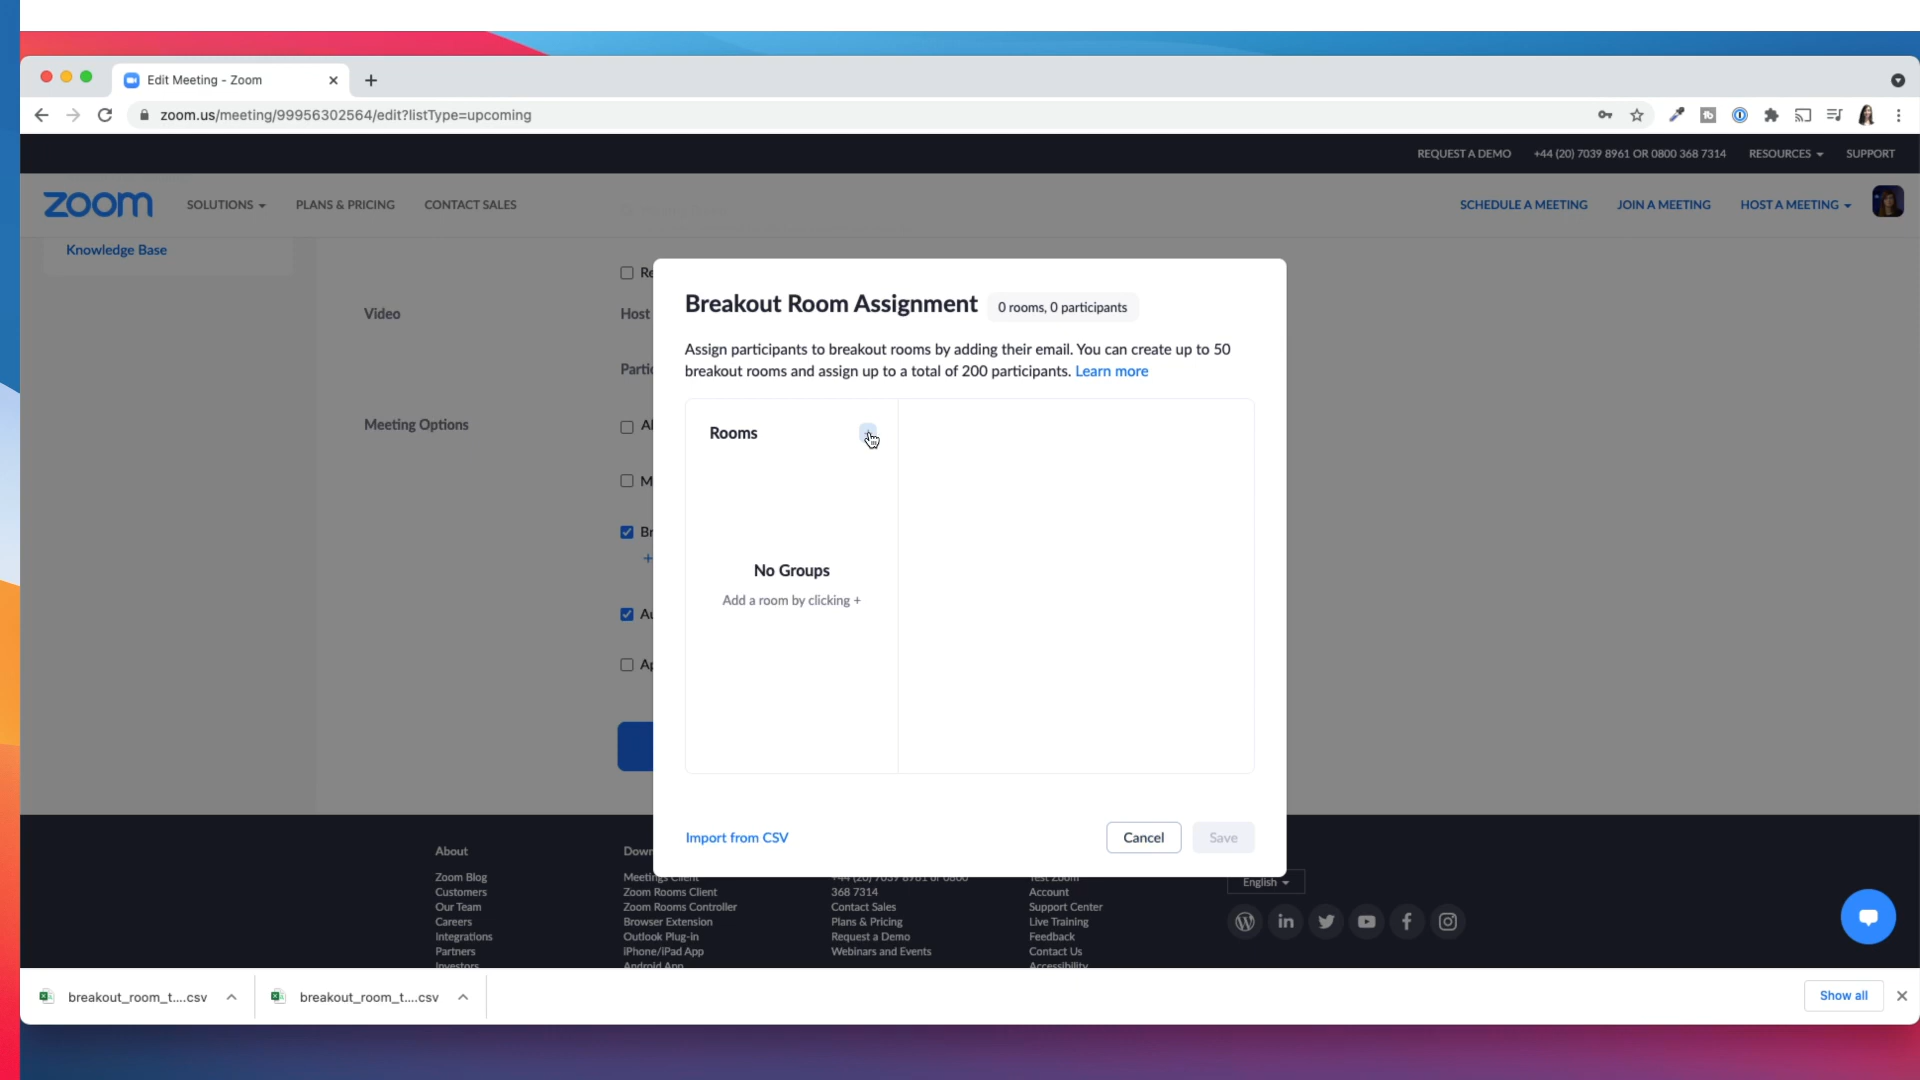 Edit Meeting - Zoom
zoom.us/meeting/99956302564/edit?listType=upcoming
REQUEST A DEMO +44 (20) 7039 8961 OR 0800 368 7314 RESOURCES SUPPORT
zoom SOLUTIONS PLANS & PRICING CONTACT SALES SCHEDULE A MEETING JOIN A MEETING HOST A MEETING
Knowledge Base
Video
Host
Meeting Options
Breakout Room Assignment 0 rooms, 0 participants
Assign participants to breakout rooms by adding their email. You can create up to 50
breakout rooms and assign up to a total of 200 participants. Learn more
Rooms
No Groups
Add a room by clicking +
Import from CSV Cancel Save
About
Zoom Blog
Customers
Our Team
Careers
Integrations
Partners
Investors
Meetings Client
Zoom Rooms Client
Zoom Rooms Controller
Browser Extension
Outlook Plug-in
iPhone/iPad App
Android App
+44 (20) 7039 8961 or 0800
368 7314
Contact Sales
Plans & Pricing
Request a Demo
Webinars and Events
Test Zoom
Account
Support Center
Live Training
Feedback
Contact Us
Accessibility
English
breakout_room_t....csv breakout_room_t....csv Show all